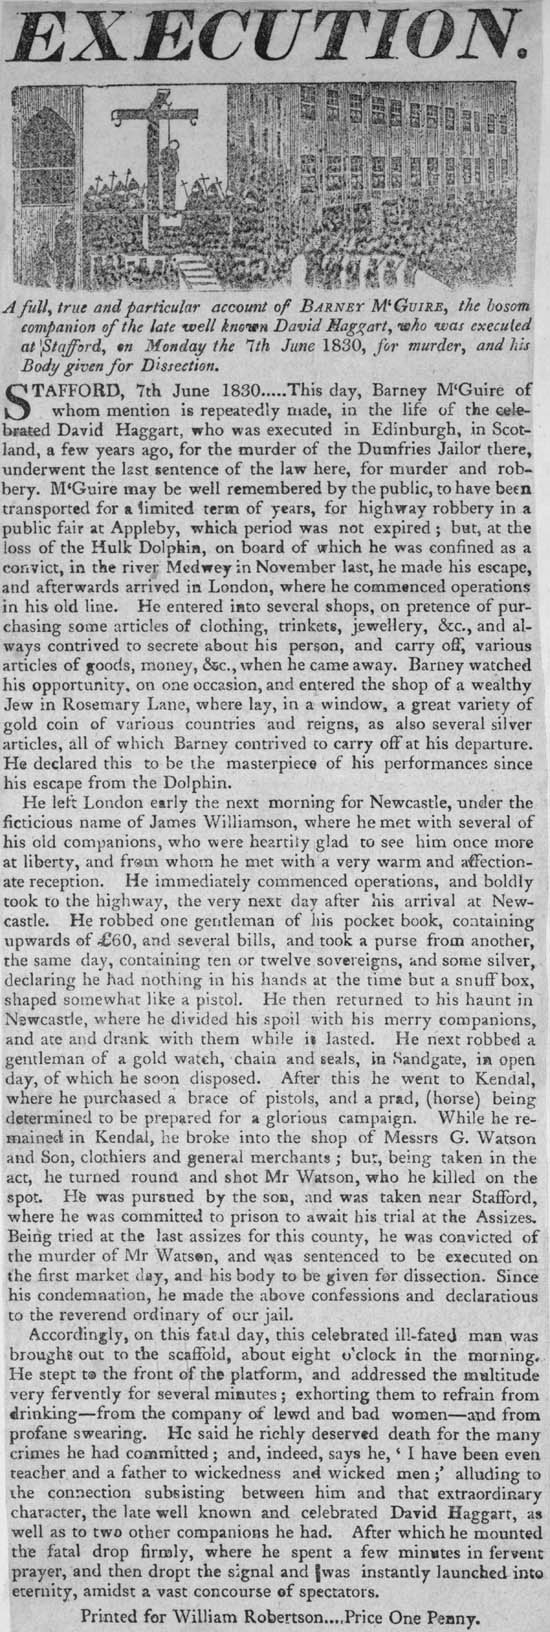 EXECUTION.
A full, true and particular account of BARNEY M'GUIRE, the bosom
companion of the late well known David Haggart, who was executed
at Stafford, on Monday the 7th June 1830, for murder, and his
Body given for Dissection.
STAFFORD, 7th June 1830.....This day, Barney M'Guire of
whom mention is repeatedly made, in the life of the cele-
brated David Haggart, who was executed in Edinburgh, in Scot-
land, a few years ago, for the murder of the Dumfries Jailor there,
underwent the last sentence of the law here, for murder and rob-
bery. M'Guire may be well remembered by the public, to have been
transported for a limited term of years, for highway robbery in a
public fair at Appleby, which period was not expired ; but, at the
loss of the Hulk Dolphin, on board of which he was confined as a
convict, in the river Medwey in November last, he made his escape,
and afterwards arrived in London, where he commenced operations
in his old line. He entered into several shops, on pretence of pur-
chasing some articles of clothing, trinkets, jewellery, &c., and al-
ways contrived to secrete about his person, and carry off, various
articles of goods, money, &c., when he came away. Barney watched
his opportunity, on one occasion, and entered the shop of a wealthy
Jew in Rosemary Lane, where lay, in a window, a great variety of
gold coin of various countries and reigns, as also several silver
articles, all of which Barney contrived to carry off at his departure.
He declared this to be the masterpiece of his performances since
his escape from the Dolphin.
He left London early the next morning for Newcastle, under the
ficticious name of James Williamson, where he met with several of
his old companions, who were heartily glad to see him once more
at liberty, and from whom he met with a very warm and affection-
ate reception. He immediately commenced operations, and boldly
took to the highway, the very next day after his arrival at New-
castle. He robbed one gentleman of his pocket book, containing
upwards of £60, and several bills, and took a purse from another,
the same day, containing ten or twelve sovereigns, and some silver,
declaring he had nothing in his hands at the time but a snuff box,
shaped somewhat like a pistol. He then returned to his haunt in
Newcastle, where he divided his spoil with his merry companions,
and ate and drank with them while it lasted. He next robbed a
gentleman of a gold watch, chain and seals, in Sandgate, in open
day, of which he soon disposed. After this he went to Kendal,
where he purchased a brace of pistols, and a prad, (horse) being
determined to be prepared for a glorious campaign. While he re-
mained in Kendal, he broke into the shop of Messrs G. Watson
and Son, clothiers and general merchants ; but, being taken in the
act, he turned round and shot Mr Watson, who he killed on the
spot. He was pursued by the son, and was taken near Stafford,
where he was committed to prison to await his trial at the Assizes.
Being tried at the last assizes for this county, he was convicted of
the murder of Mr Watson, and was sentenced to be executed on
the first market day, and his body to be given for dissection. Since
his condemnation, he made the above confessions and declarations
to the reverend ordinary of our jail.
Accordingly, on this fatal day, this celebrated ill-fated man was
brought out to the scaffold, about eight o'clock in the morning.
He stept to the front of the platform, and addressed the multitude
very fervently for several minutes ; exhorting them to refrain from
drinking—from the company of lewd and bad women—and from
profane swearing. He said he richly deserved death for the many
crimes he had committed ; and, indeed, says he, ‘ I have been even
teacher and a father to wickedness and wicked men ;’ alluding to
the connection subsisting between him and that extraordinary
character, the late well known and celebrated David Haggart, as
well as to two other companions he had. After which he mounted
the fatal drop firmly, where he spent a few minutes in fervent
prayer, and then dropt the signal and was instantly launched into
eternity, amidst a vast concourse of spectators.
Printed for William Robertson....Price One Penny.